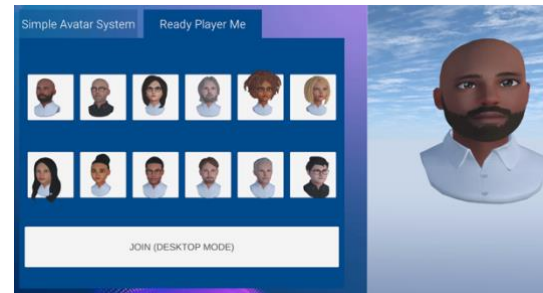 Simple Avatar System
Ready Player Me
JOIN (DESKTOP MODE)